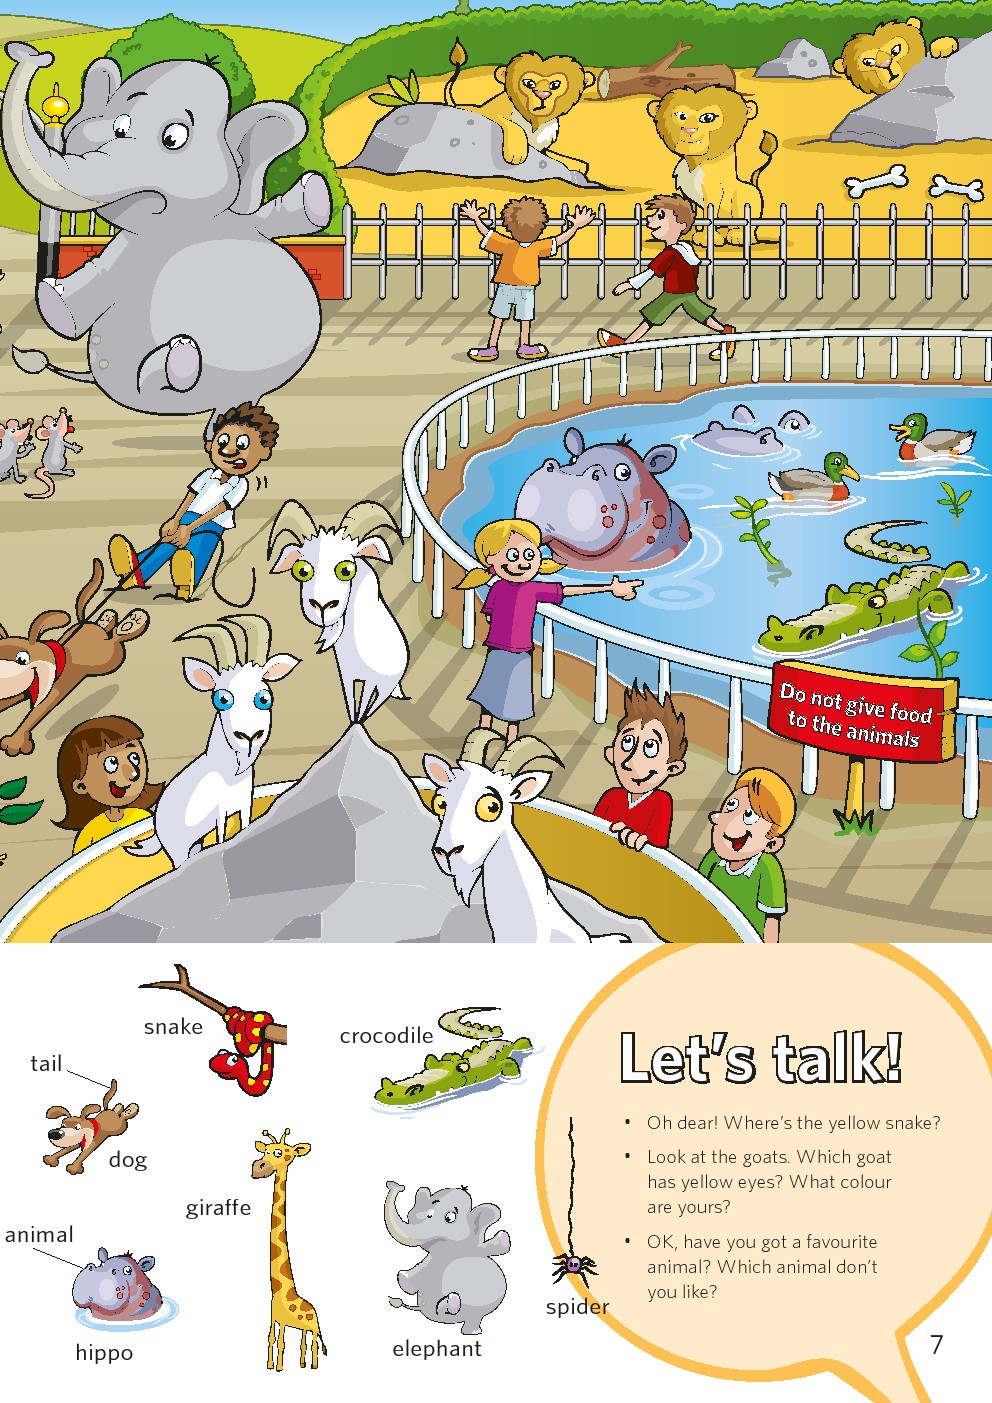 Do not give food
to the animals
snake
crocodile
tail
dog
giraffe
animal
hippo
elephant
spider
Let's talk!
• Oh dear! Where's the yellow snake?
• Look at the goats. Which goat
has yellow eyes? What colour
are yours?
• OK, have you got a favourite
animal? Which animal don't
you like?
7